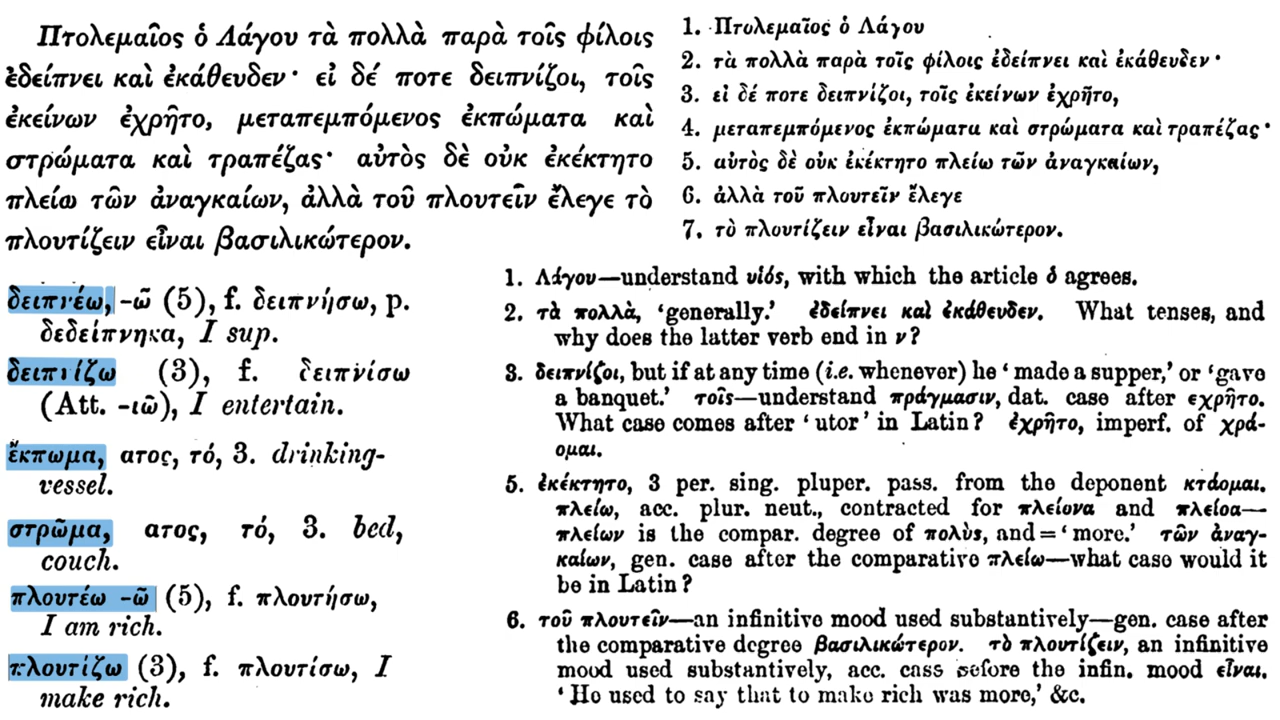 Πτολεμαῖος ὁ Λάγου τὰ πολλὰ παρὰ τοῖς φίλοις
ἐδείπνει καὶ ἐκάθευδεν· εἰ δέ ποτε δειπνίζοι, τοῖς
ἐκείνων ἐχρῆτο, μεταπεμπόμενος ἐκπώματα καὶ
στρώματα καὶ τραπέζας· αὐτὸς δὲ οὐκ ἐκέκτητο
πλείω τῶν ἀναγκαίων, ἀλλὰ τοῦ πλουτεῖν ἔλεγε τὸ
πλουτίζειν εἶναι βασιλικώτερον.
1. Πτολεμαῖος ὁ Λάγου
2. τὰ πολλὰ παρὰ τοῖς φίλοις ἐδείπνει καὶ ἐκάθευδεν·
3. εἰ δέ ποτε δειπνίζοι, τοῖς ἐκείνων ἐχρῆτο,
4. μεταπεμπόμενος ἐκπώματα καὶ στρώματα καὶ τραπέζας·
5. αὐτὸς δὲ οὐκ ἐκέκτητο πλείω τῶν ἀναγκαίων,
6. ἀλλὰ τοῦ πλουτεῖν ἔλεγε
7. τὸ πλουτίζειν εἶναι βασιλικώτερον.
δειπνέω, -ῶ (5), f. δειπνήσω, p.
δεδείπνηκα, I sup.
δειπνίζω (3), f. δειπνίσω
(Att. -ιῶ), I entertain.
ἔκπωμα, ατος, τό, 3. drinking-
vessel.
στρῶμα, ατος, τό, 3. bed,
couch.
πλουτέω -ῶ (5), f. πλουτήσω,
I am rich.
πλουτίζω (3), f. πλουτίσω, I
make rich.
1. Λάγου—understand υἱός, with which the article ὁ agrees.
2. τὰ πολλὰ, ‘generally.’ ἐδείπνει καὶ ἐκάθευδεν. What tenses, and
why does the latter verb end in ν?
3. δειπνίζοι, but if at any time (i.e. whenever) he ‘made a supper,’ or ‘gave
a banquet.’ τοῖς—understand πράγμασιν, dat. case after εχρῆτο.
What case comes after ‘utor’ in Latin? ἐχρῆτο, imperf. of χρά-
ομαι.
5. ἐκέκτητο, 3 per. sing. pluper. pass. from the deponent κτάομαι.
πλείω, acc. plur. neut., contracted for πλείονα and πλείοα—
πλείων is the compar. degree of πολὺς, and=‘more.’ τῶν ἀναγ-
καίων, gen. case after the comparative πλείω—what case would it
be in Latin?
6. τοῦ πλουτεῖν—an infinitive mood used substantively—gen. case after
the comparative degree βασιλικώτερον. τὸ πλουτίζειν, an infinitive
mood used substantively, acc. cass before the infin. mood εἶναι.
‘He used to say that to make rich was more,’ &c.